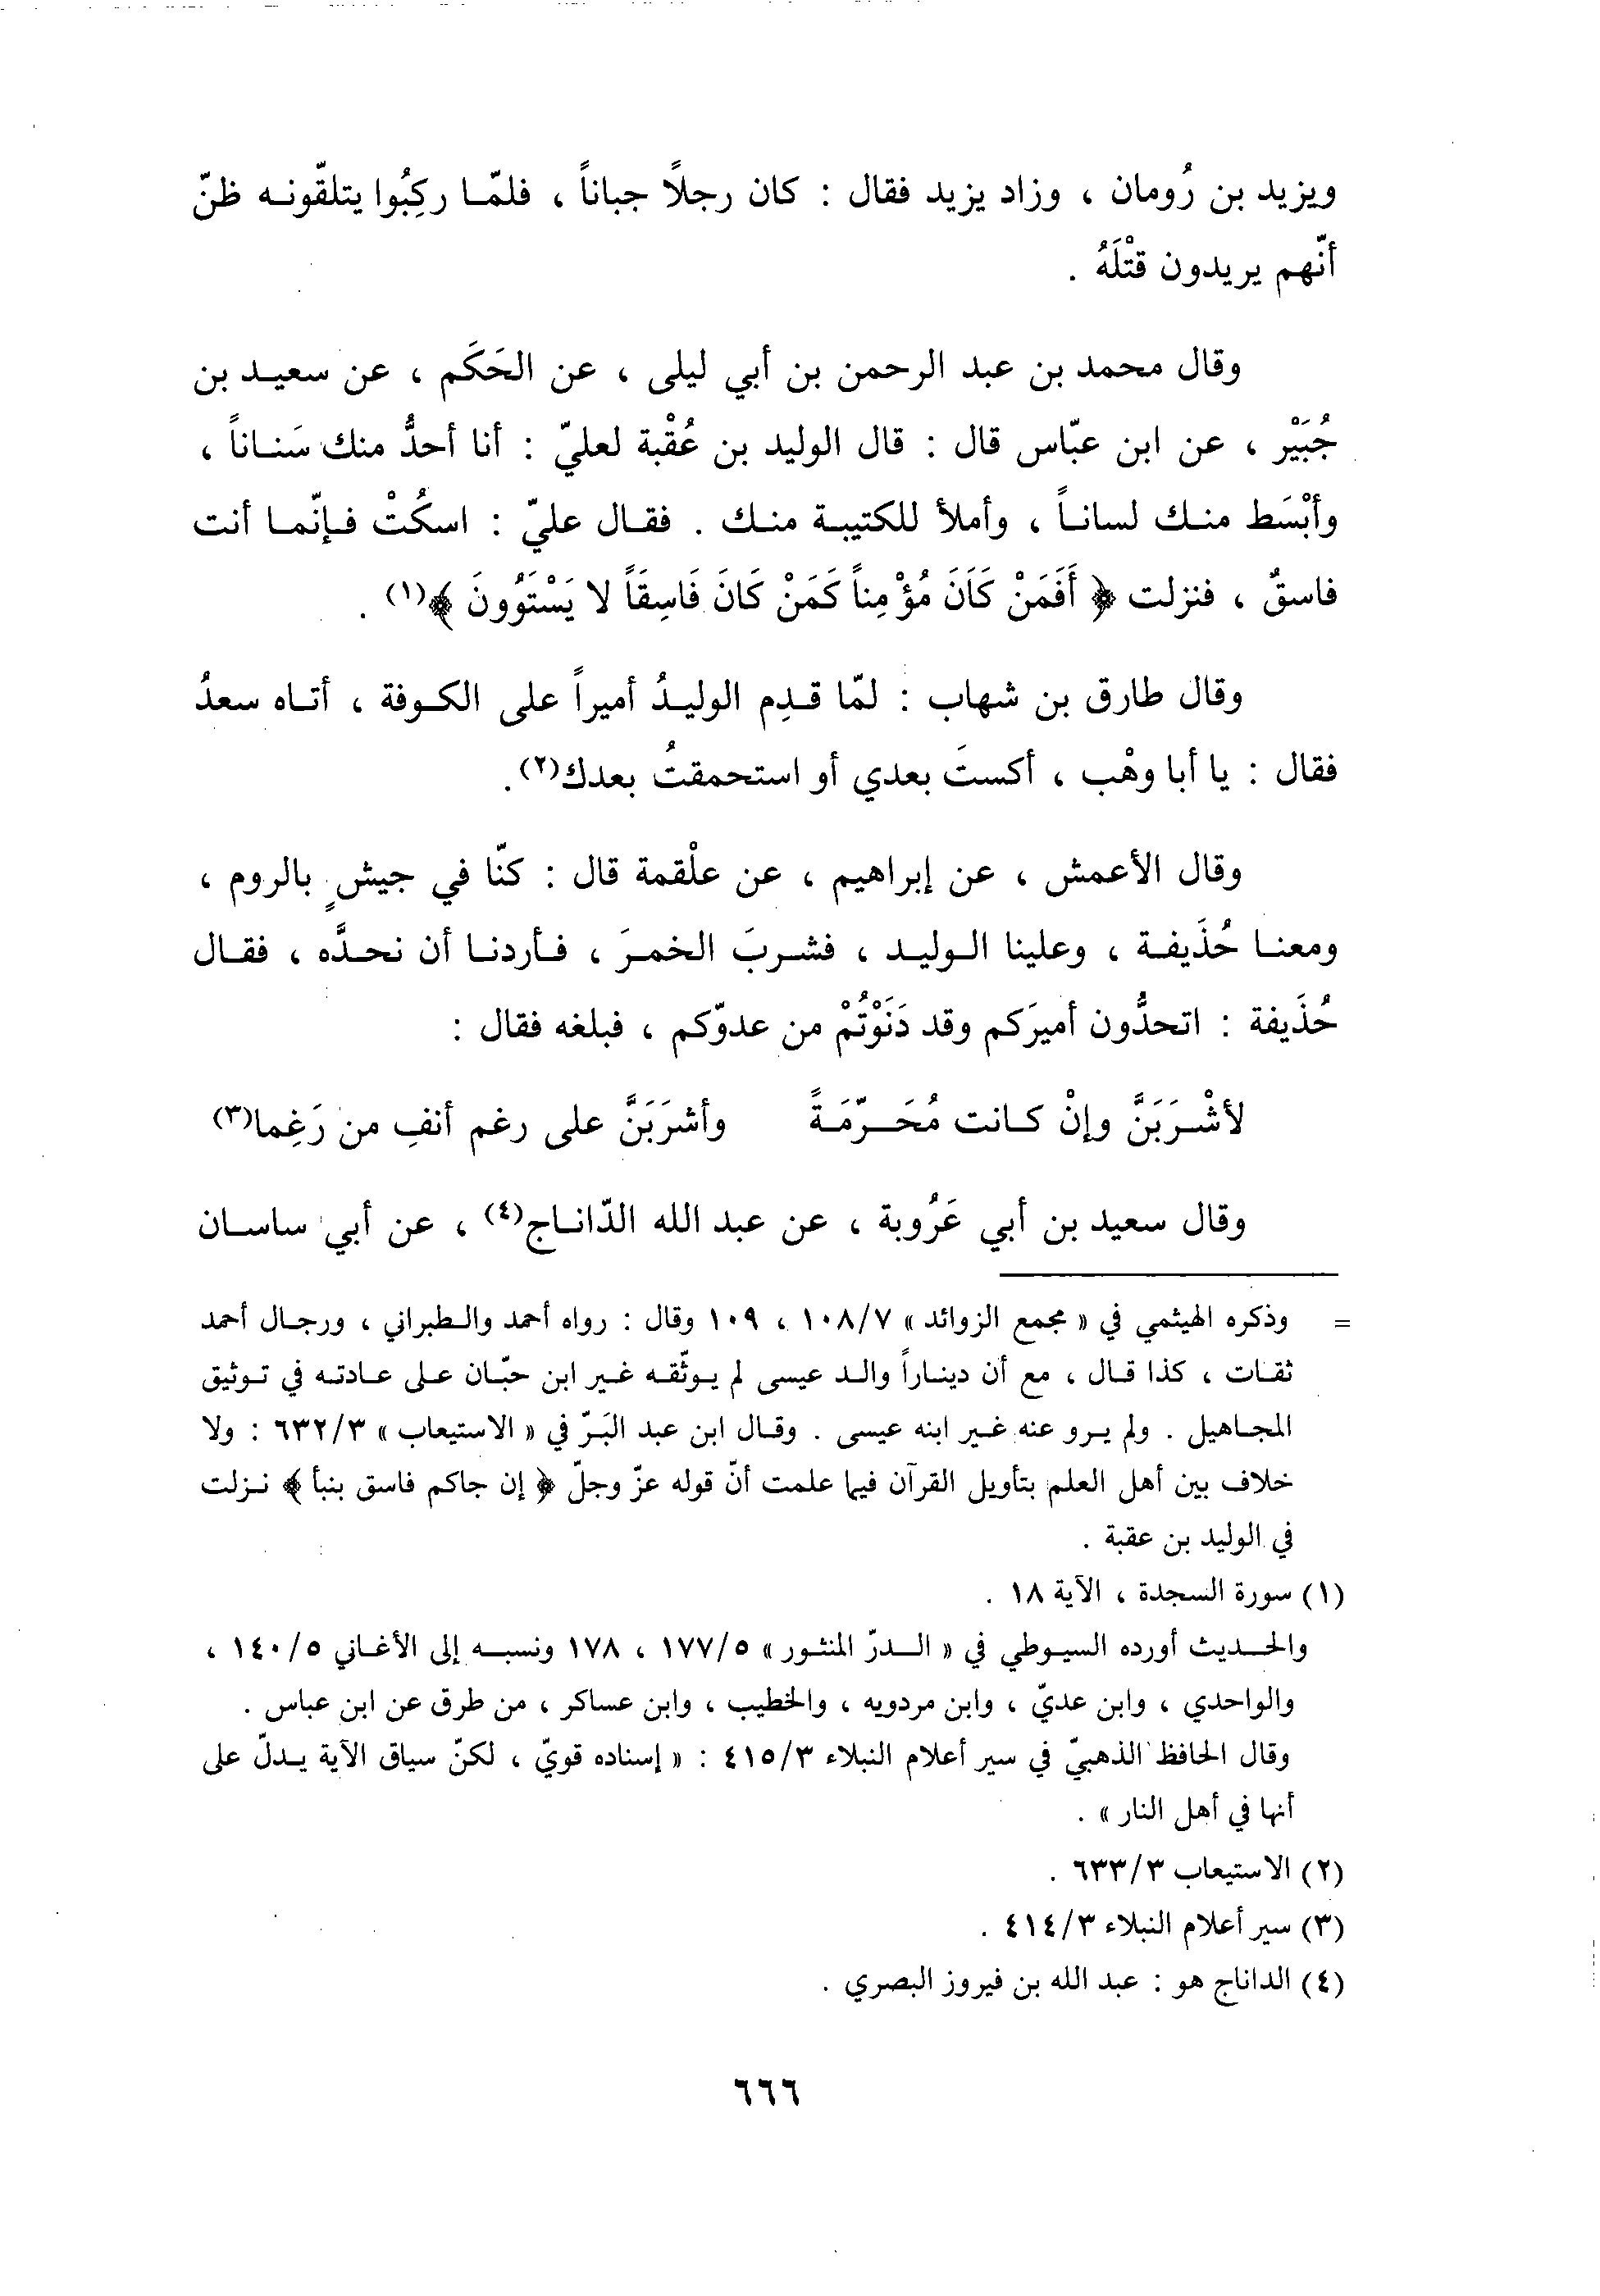 ويزيد بن رُومان ، وزاد يزيد فقال : كان رجلاً جباناً ، فلمّا ركِبُوا يتلقّونه ظنّ
أنّهم يريدون قتْلَهُ .
وقال محمد بن عبد الرحمن بن أبي ليلى ، عن الحَكَم ، عن سعيد بن
جُبَيْر ، عن ابن عبّاس قال : قال الوليد بن عُقْبة لعليّ : أنا أحدُّ منك سَناناً ،
وأبْسَط منك لساناً ، وأملأ للكتيبة منك . فقال عليّ : اسكُتْ فإنّما أنت
فاسقٌ ، فنزلت ﴿ أَفَمَنْ كَاَنَ مُؤْمِناً كَمَنْ كَانَ فَاسِقَاً لا يَسْتَوُونَ ﴾(١) .
وقال طارق بن شهاب : لمّا قدِم الوليدُ أميراً على الكوفة ، أتاه سعدُ
فقال : يا أبا وهْب ، أكستَ بعدي أو استحمقتُ بعدك(٢).
وقال الأعمش ، عن إبراهيم ، عن علْقمة قال : كنّا في جيشٍ بالروم ،
ومعنا حُذَيفة ، وعلينا الوليد ، فشربَ الخمرَ ، فأردنا أن نحدَّه ، فقال
حُذَيفة : اتحدُّون أميرَكم وقد دَنَوْتُمْ من عدوّكم ، فبلغه فقال :
لأشْرَبَنَّ وإنْ كانت مُحَرّمَةً وأشرَبَنَّ على رغم أنفِ من رَغِما(٣)
وقال سعيد بن أبي عَرُوبة ، عن عبد الله الدّاناج(٤) ، عن أبي ساسان
= وذكره الهيثمي في « مجمع الزوائد » ١٠٨/٧ ، ١٠٩ وقال : رواه أحمد والطبراني ، ورجال أحمد
ثقات ، كذا قال ، مع أن ديناراً والد عيسى لم يوثّقه غير ابن حبّان على عادته في توثيق
المجاهيل . ولم يرو عنه غير ابنه عيسى . وقال ابن عبد البَرّ في « الاستيعاب » ٦٣٢/٣ : ولا
خلاف بين أهل العلم بتأويل القرآن فيما علمت أنّ قوله عزّ وجلّ ﴿ إن جاكم فاسق بنبأ ﴾ نزلت
في الوليد بن عقبة .
(١) سورة السجدة ، الآية ١٨ .
والحديث أورده السيوطي في « الدرّ المنثور » ١٧٧/٥ ، ١٧٨ ونسبه إلى الأغاني ١٤٠/٥ ،
والواحدي ، وابن عديّ ، وابن مردويه ، والخطيب ، وابن عساكر ، من طرق عن ابن عباس .
وقال الحافظ الذهبيّ في سير أعلام النبلاء ٤١٥/٣ : « إسناده قويّ ، لكنّ سياق الآية يدلّ على
أنها في أهل النار » .
(٢) الاستيعاب ٦٣٣/٣ .
(٣) سير أعلام النبلاء ٤١٤/٣ .
(٤) الداناج هو : عبد الله بن فيروز البصري .
٦٦٦